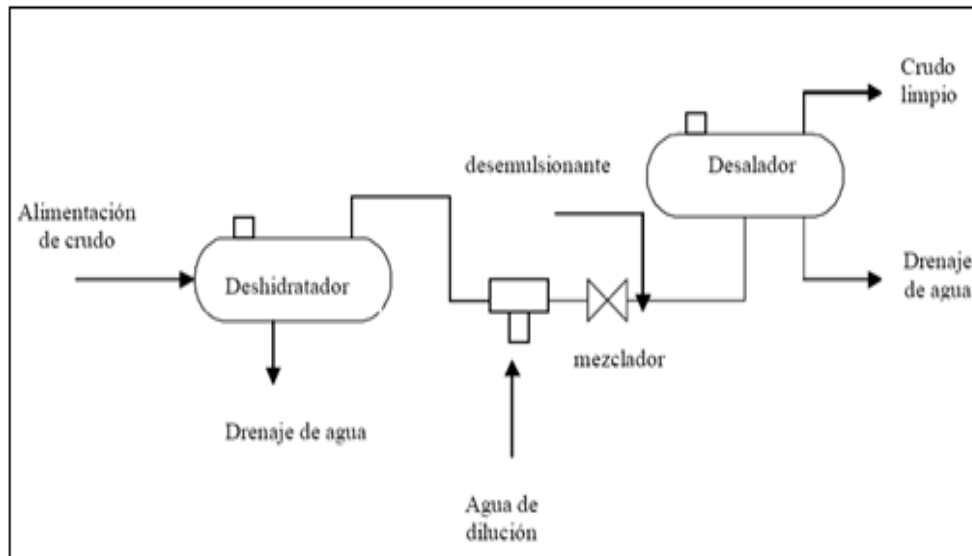 Crudo
limpio
desemulsionante
Desalador
Alimentación
de crudo
Deshidratador
Drenaje
de agua
mezclador
Drenaje de agua
Agua de
dilución